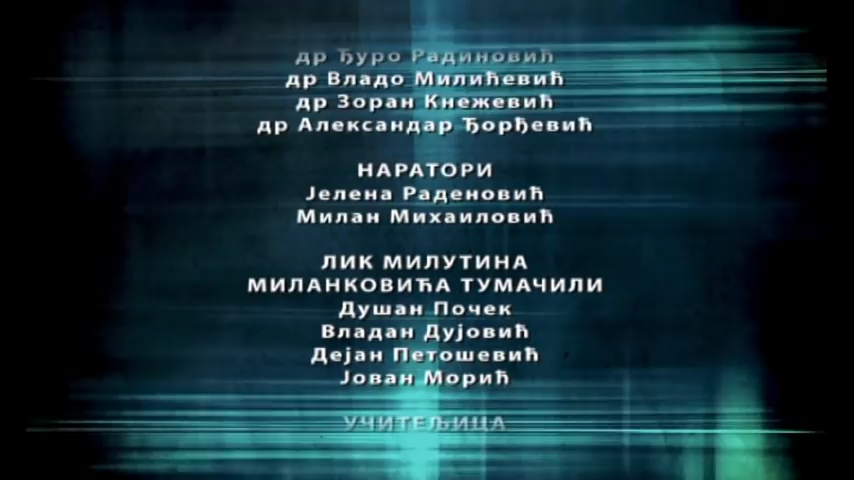 др Ђуро Радиновић
др Владо Милићевић
др Зоран Кнежевић
др Александар Ђорђевић
НАРАТОРИ
Јелена Раденовић
Милан Михаиловић
ЛИК МИЛУТИНА
МИЛАНКОВИЋА ТУМАЧИЛИ
Душан Почек
Владан Дујовић
Дејан Петошевић
Јован Морић
УЧИТЕЉИЦА